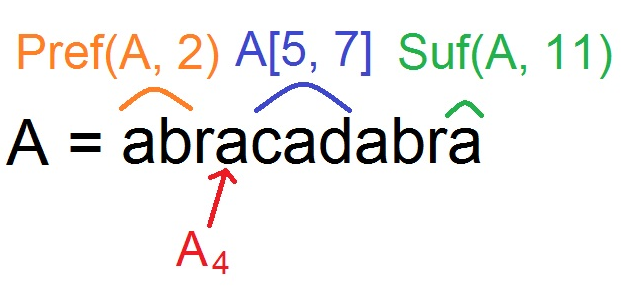 Pref(A, 2) A[5, 7] Suf(A, 11)
A = abracadabra
A₄